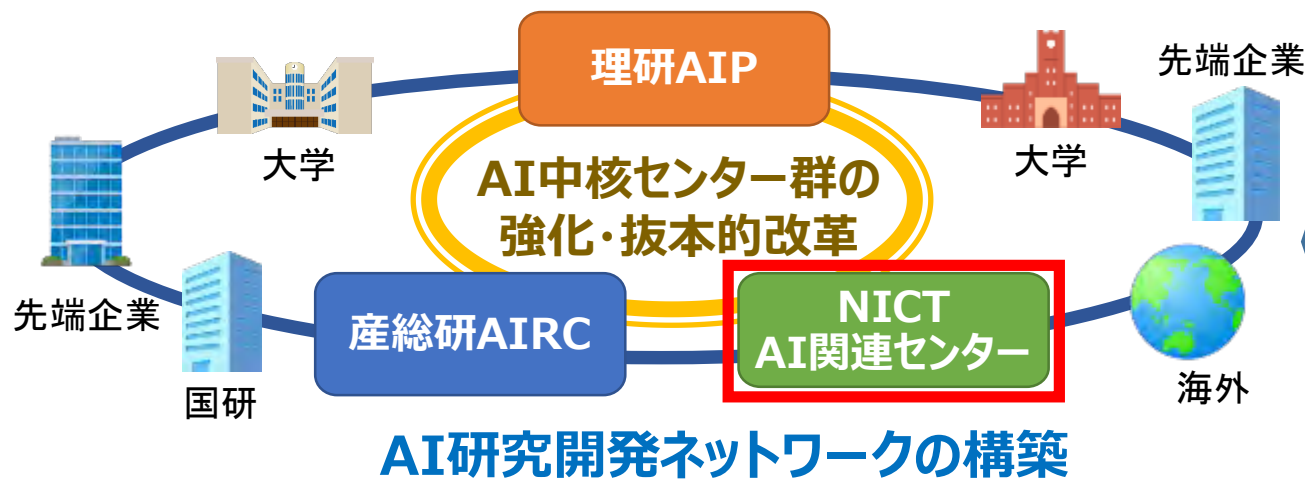 理研AIP
先端企業
大学
大学
AI中核センター群の
強化・抜本的改革
先端企業
産総研AIRC
NICT
AI関連センター
国研
海外
AI研究開発ネットワークの構築